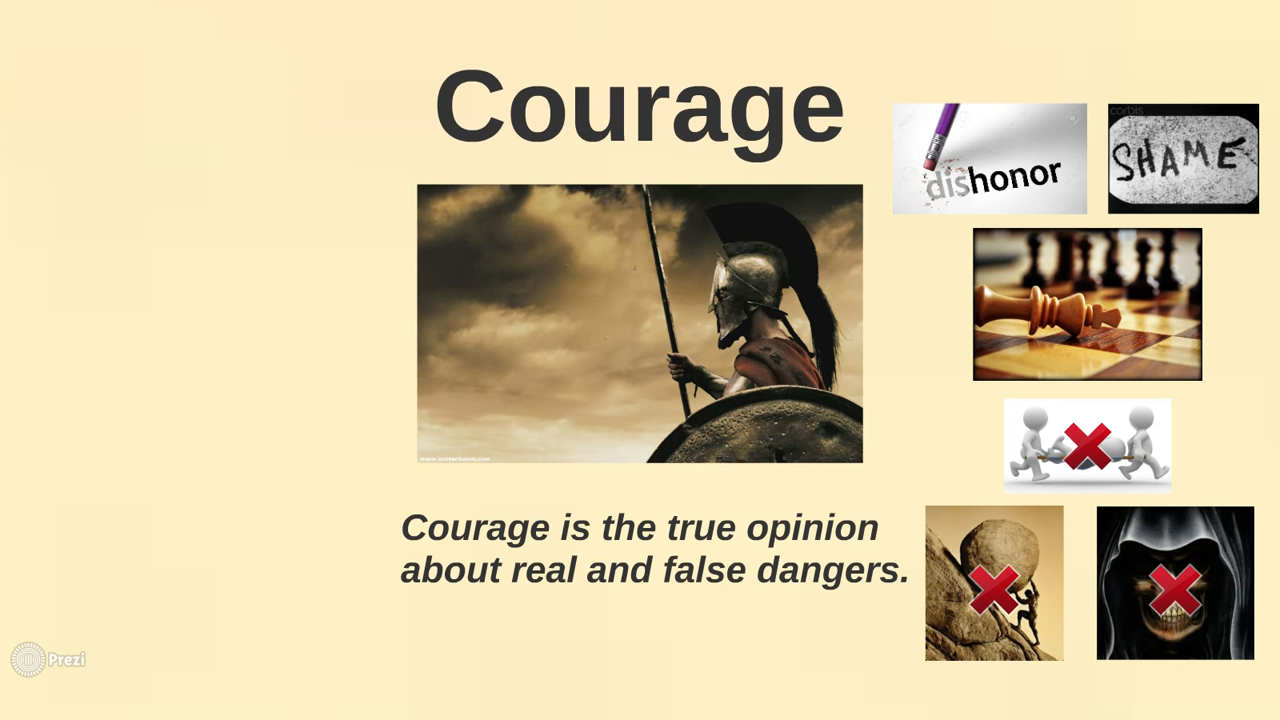 Courage
dishonor
corbis
SHAME
Courage is the true opinion
about real and false dangers.
Prezi